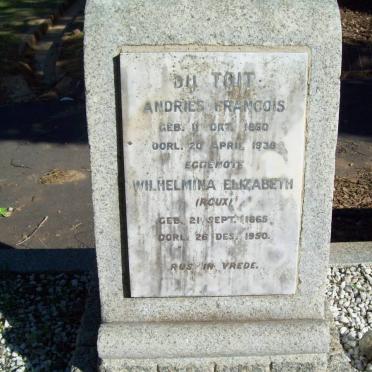 DU TOIT
ANDRIES FRANCOIS
GEB. 11 OKT. 1860
OORL. 20 APRIL 1938
EGGENOTE
WILHELMINA ELIZABETH
(ROUX)
GEB. 21 SEPT. 1865
OORL. 26 DES. 1950.
RUS IN VREDE.